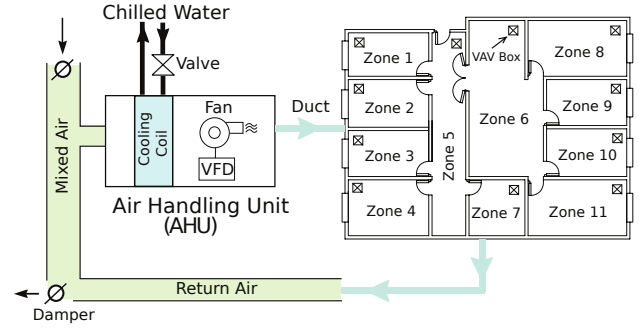 Chilled Water
Valve
Mixed Air
Cooling
Coil
Fan
VFD
Duct
Air Handling Unit
(AHU)
Return Air
Damper
Zone 1
Zone 2
Zone 3
Zone 4
Zone 5
VAV Box
Zone 6
Zone 7
Zone 8
Zone 9
Zone 10
Zone 11